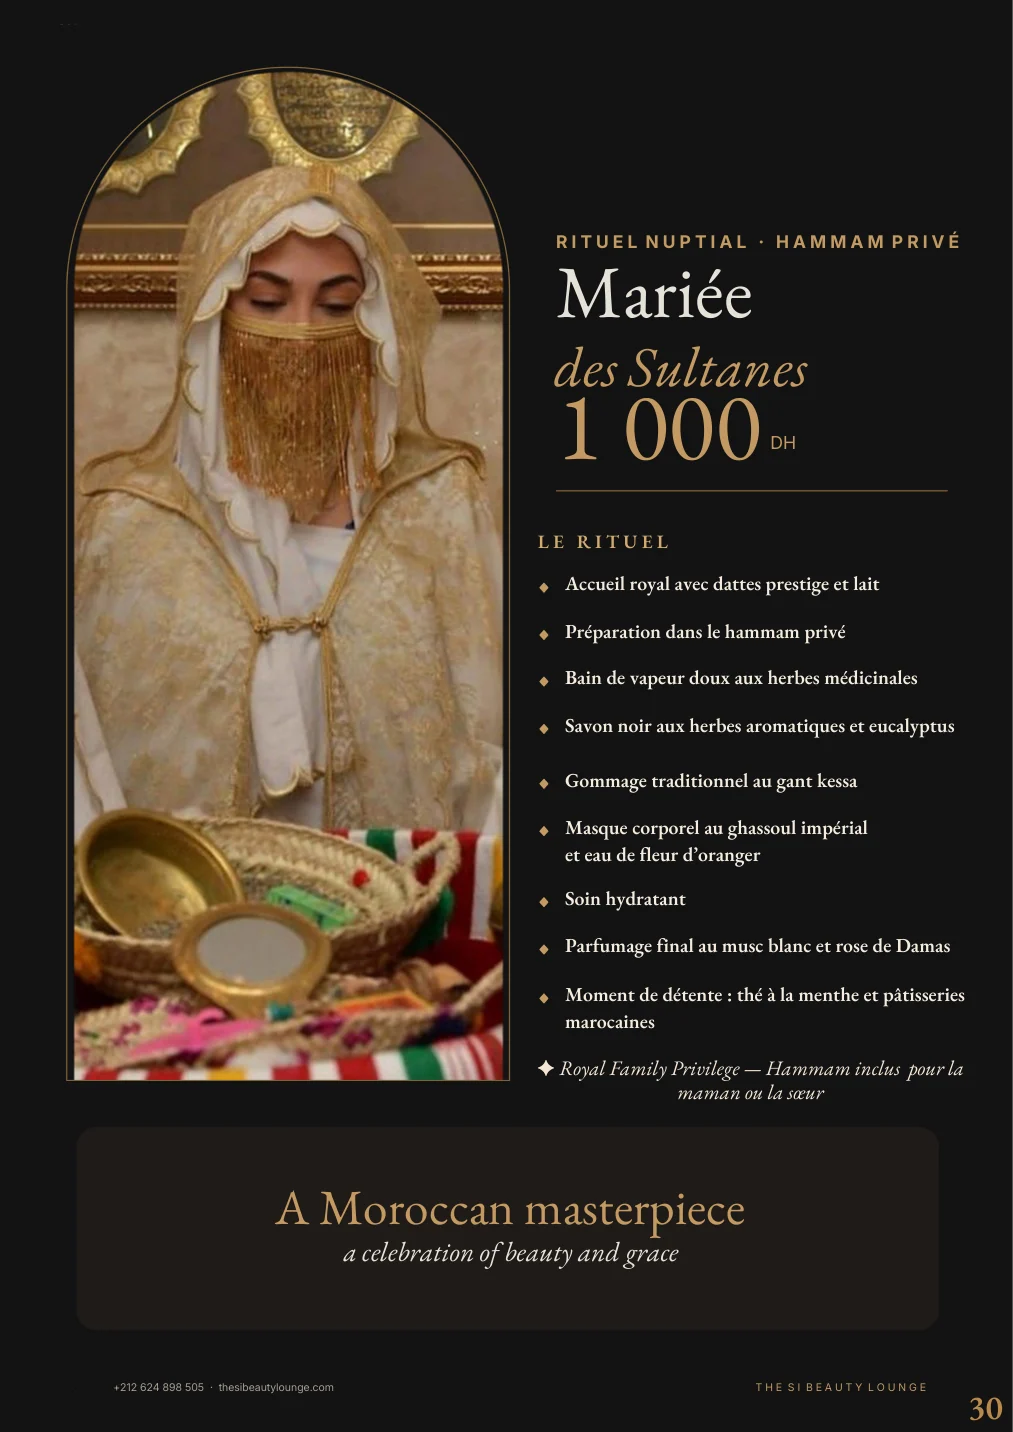 RITUEL NUPTIAL · HAMMAM PRIVÉ
Mariée
des Sultanes
1 000 DH
LE RITUEL
Accueil royal avec dattes prestige et lait
Préparation dans le hammam privé
Bain de vapeur doux aux herbes médicinales
Savon noir aux herbes aromatiques et eucalyptus
Gommage traditionnel au gant kessa
Masque corporel au ghassoul impérial
et eau de fleur d’oranger
Soin hydratant
Parfumage final au musc blanc et rose de Damas
Moment de détente : thé à la menthe et pâtisseries
marocaines
✦ Royal Family Privilege — Hammam inclus pour la
maman ou la sœur
A Moroccan masterpiece
a celebration of beauty and grace
+212 624 898 505 · thesibeautylounge.com
THE SI BEAUTY LOUNGE
30